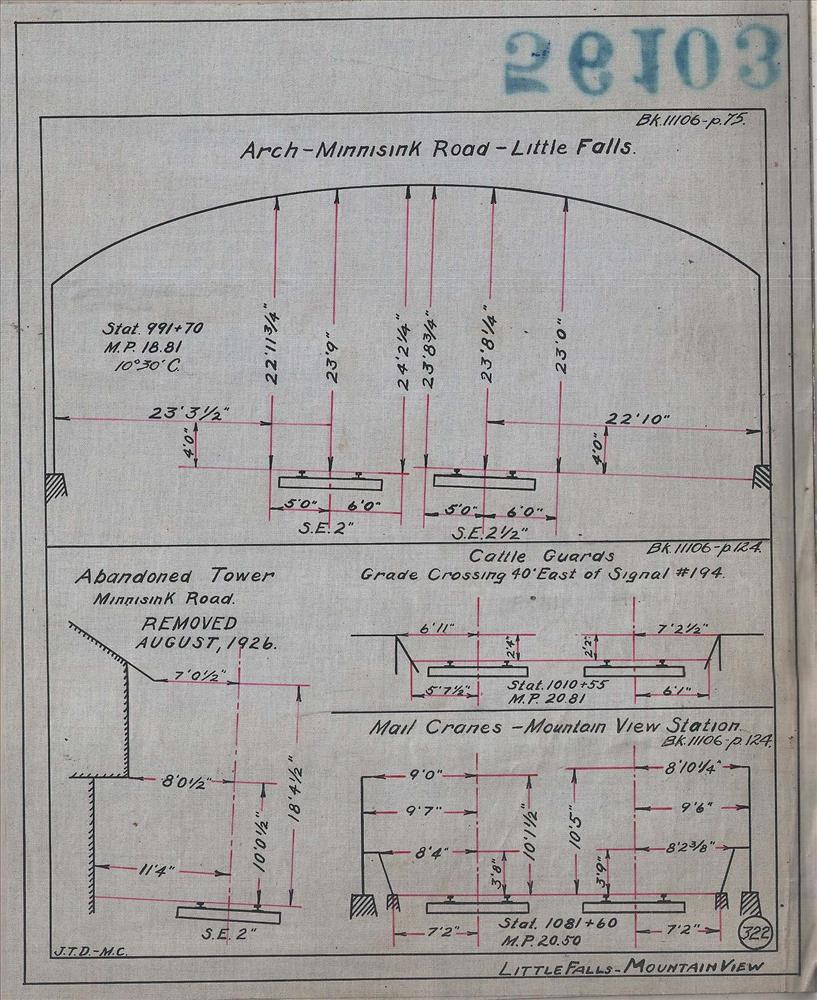 56103
Bk.11106-p.75.
Arch-Minnisink Road-Little Falls.
Stat. 991+70
M.P. 18.81
10°30' C.
22'11 3/4"
23'9"
24'2 1/4"
23'8 3/4"
23'8 1/4"
23'0"
23'3 1/2"
22'10"
4'0"
4'0"
5'0"
6'0"
5'0"
6'0"
S.E. 2"
S.E. 2 1/2"
Abandoned Tower
Minnisink Road.
REMOVED
AUGUST, 1926.
7'0 1/2"
8'0 1/2"
18'4 1/2"
10'0 1/2"
11'4"
S.E. 2"
J.T.D.-M.C.
Bk.11106-p.124.
Cattle Guards
Grade Crossing 40' East of Signal #194.
6'11"
7'2 1/2"
2'4"
2'2"
5'7 1/2"
Stat. 1010+55
M.P. 20.81
6'1"
Mail Cranes - Mountain View Station
Bk.11106-p.124.
9'0"
8'10 1/4"
9'7"
9'6"
10'1 1/2"
10'5"
8'4"
8'2 3/8"
3'8"
3'9"
7'2"
Stat. 1081+60
M.P. 20.50
7'2"
322
LITTLE FALLS-MOUNTAIN VIEW